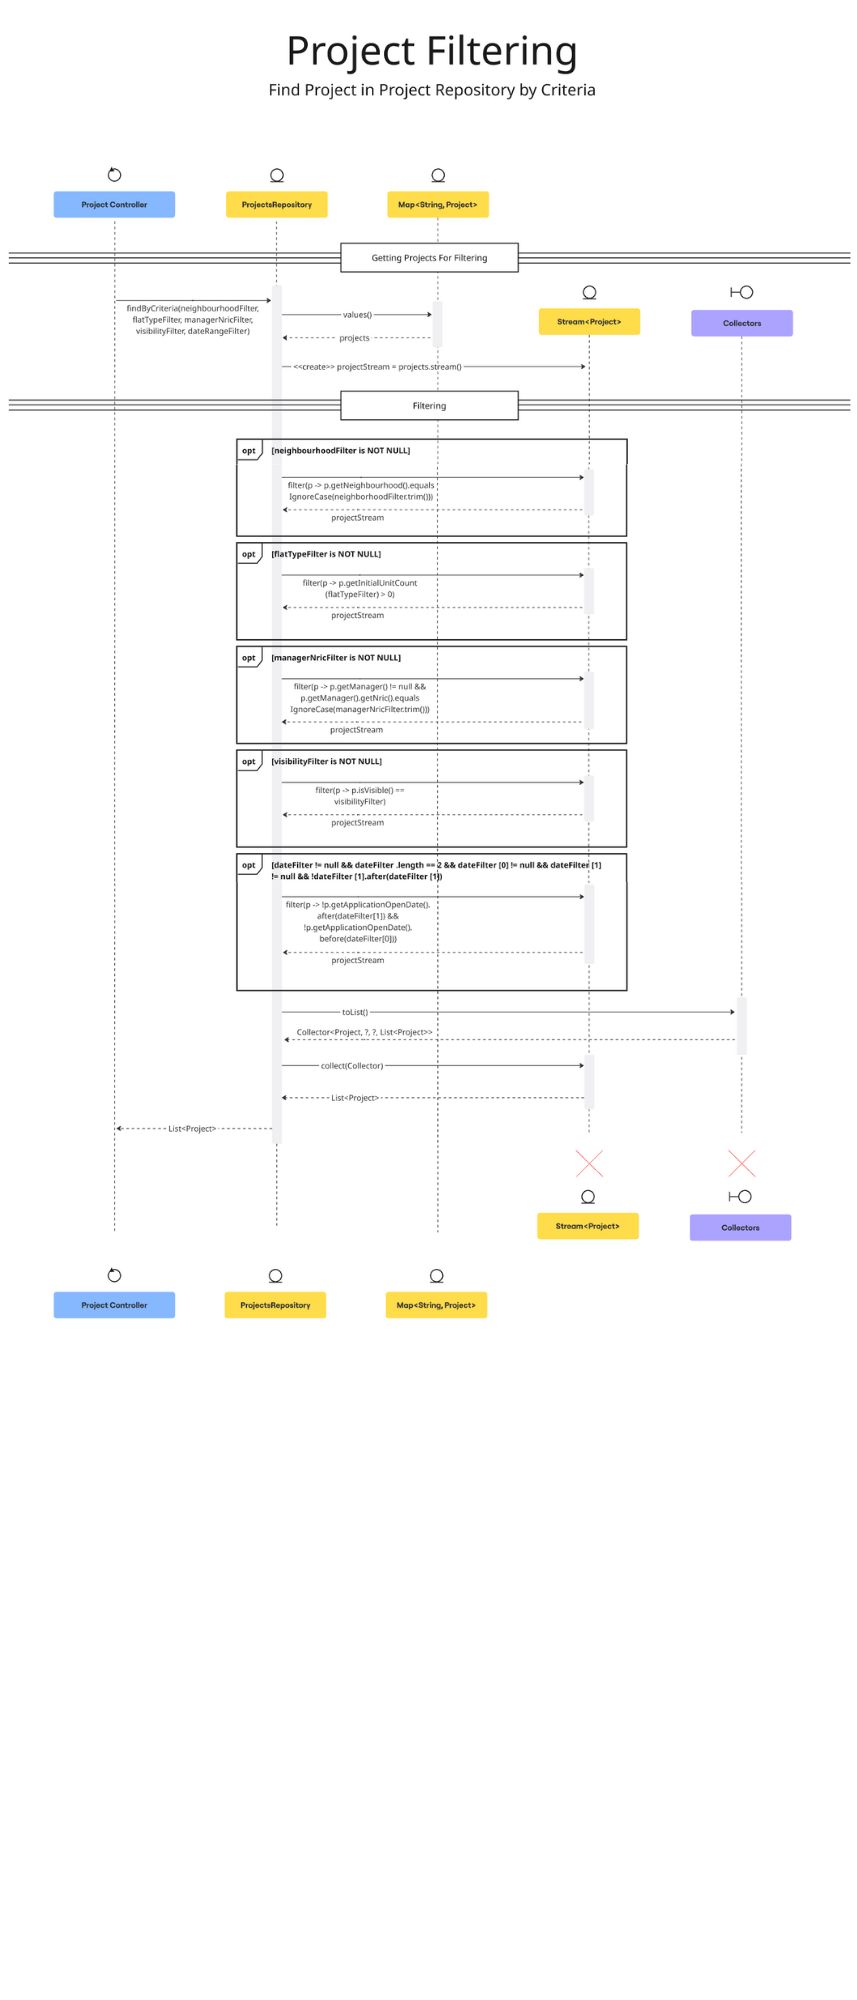 Project Filtering
Find Project in Project Repository by Criteria
Project Controller
ProjectsRepository
Map<String, Project>
Getting Projects For Filtering
Stream<Project>
Collectors
findByCriteria(neighbourhoodFilter,
flatTypeFilter, managerNricFilter,
visibilityFilter, dateRangeFilter)
values()
projects
<<create>> projectStream = projects.stream()
Filtering
opt
[neighbourhoodFilter is NOT NULL]
filter(p -> p.getNeighbourhood().equals
IgnoreCase(neighborhoodFilter.trim()))
projectStream
opt
[flatTypeFilter is NOT NULL]
filter(p -> p.getInitialUnitCount
(flatTypeFilter) > 0)
projectStream
opt
[managerNricFilter is NOT NULL]
filter(p -> p.getManager() != null &&
p.getManager().getNric().equals
IgnoreCase(managerNricFilter.trim()))
projectStream
opt
[visibilityFilter is NOT NULL]
filter(p -> p.isVisible() ==
visibilityFilter)
projectStream
opt
[dateFilter != null && dateFilter .length == 2 && dateFilter [0] != null && dateFilter [1]
!= null && !dateFilter [1].after(dateFilter [1])
filter(p -> !p.getApplicationOpenDate().
after(dateFilter[1]) &&
!p.getApplicationOpenDate().
before(dateFilter[0]))
projectStream
toList()
Collector<Project, ?, ?, List<Project>>
collect(Collector)
List<Project>
List<Project>
Stream<Project>
Collectors
Project Controller
ProjectsRepository
Map<String, Project>